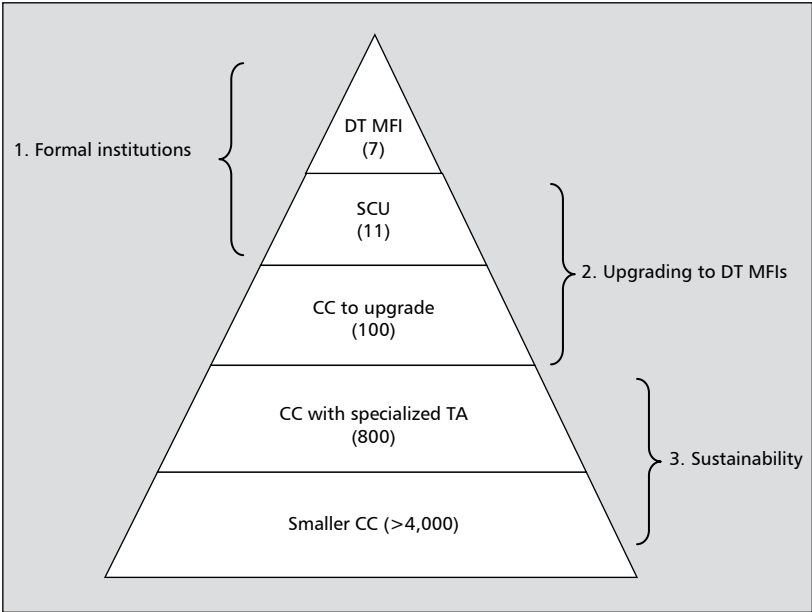 DT MFI
(7)
1. Formal institutions
SCU
(11)
2. Upgrading to DT MFIs
CC to upgrade
(100)
CC with specialized TA
(800)
3. Sustainability
Smaller CC (>4,000)